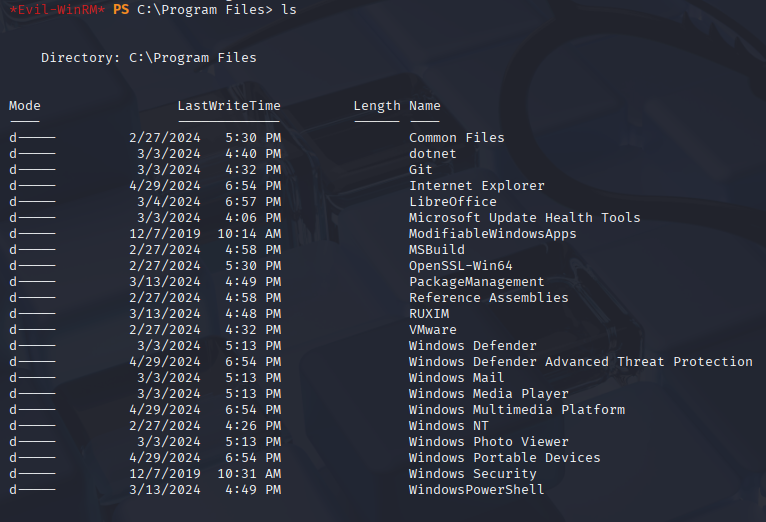 *Evil-WinRM* PS C:\Program Files> ls
Directory: C:\Program Files
Mode LastWriteTime Length Name
---- ------------- ------ ----
d----- 2/27/2024 5:30 PM Common Files
d----- 3/3/2024 4:40 PM dotnet
d----- 3/3/2024 4:32 PM Git
d----- 4/29/2024 6:54 PM Internet Explorer
d----- 3/4/2024 6:57 PM LibreOffice
d----- 3/3/2024 4:06 PM Microsoft Update Health Tools
d----- 12/7/2019 10:14 AM ModifiableWindowsApps
d----- 2/27/2024 4:58 PM MSBuild
d----- 2/27/2024 5:30 PM OpenSSL-Win64
d----- 3/13/2024 4:49 PM PackageManagement
d----- 2/27/2024 4:58 PM Reference Assemblies
d----- 3/13/2024 4:48 PM RUXIM
d----- 2/27/2024 4:32 PM VMware
d----- 3/3/2024 5:13 PM Windows Defender
d----- 4/29/2024 6:54 PM Windows Defender Advanced Threat Protection
d----- 3/3/2024 5:13 PM Windows Mail
d----- 3/3/2024 5:13 PM Windows Media Player
d----- 4/29/2024 6:54 PM Windows Multimedia Platform
d----- 2/27/2024 4:26 PM Windows NT
d----- 3/3/2024 5:13 PM Windows Photo Viewer
d----- 4/29/2024 6:54 PM Windows Portable Devices
d----- 12/7/2019 10:31 AM Windows Security
d----- 3/13/2024 4:49 PM WindowsPowerShell